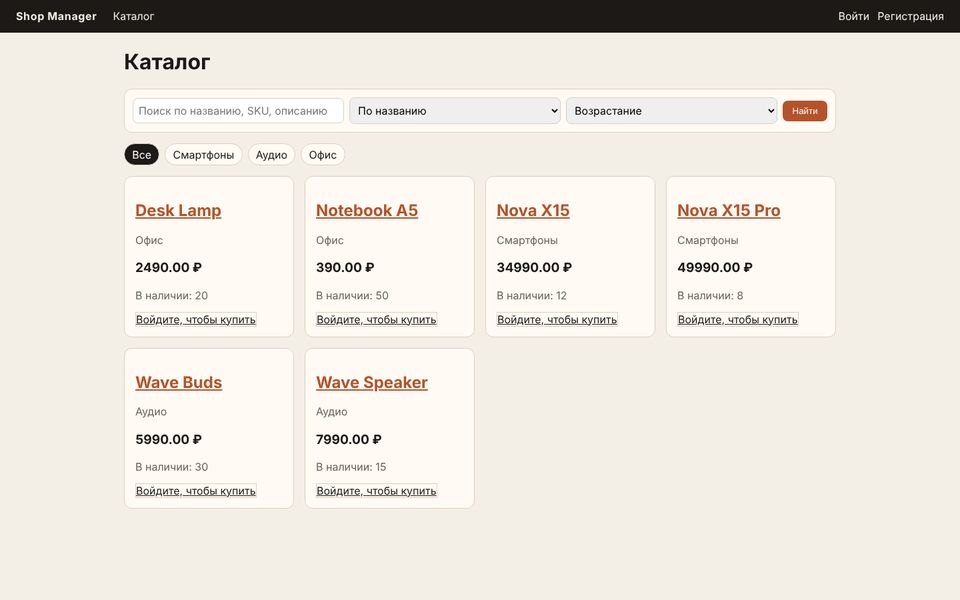 Shop Manager Каталог Войти Регистрация
Каталог
Поиск по названию, SKU, описанию По названию Возрастание Найти
Все Смартфоны Аудио Офис
Desk Lamp
Офис
2490.00 ₽
В наличии: 20
Войдите, чтобы купить
Notebook A5
Офис
390.00 ₽
В наличии: 50
Войдите, чтобы купить
Nova X15
Смартфоны
34990.00 ₽
В наличии: 12
Войдите, чтобы купить
Nova X15 Pro
Смартфоны
49990.00 ₽
В наличии: 8
Войдите, чтобы купить
Wave Buds
Аудио
5990.00 ₽
В наличии: 30
Войдите, чтобы купить
Wave Speaker
Аудио
7990.00 ₽
В наличии: 15
Войдите, чтобы купить